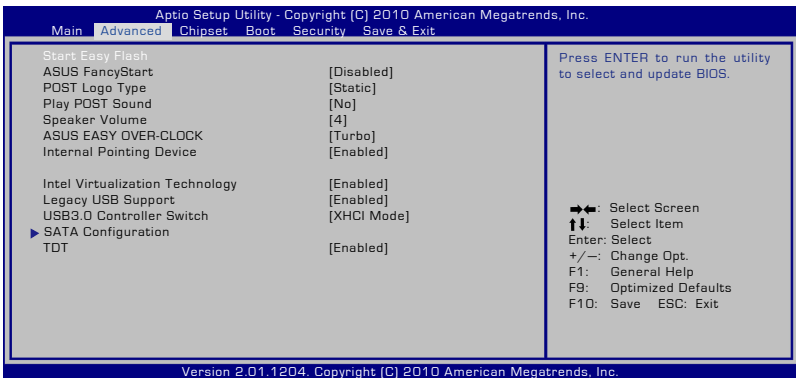 Aptio Setup Utility - Copyright (C) 2010 American Megatrends, Inc.
Main Advanced Chipset Boot Security Save & Exit
Start Easy Flash
ASUS FancyStart [Disabled]
POST Logo Type [Static]
Play POST Sound [No]
Speaker Volume [4]
ASUS EASY OVER-CLOCK [Turbo]
Internal Pointing Device [Enabled]
Intel Virtualization Technology [Enabled]
Legacy USB Support [Enabled]
USB3.0 Controller Switch [XHCI Mode]
SATA Configuration
TDT [Enabled]
Press ENTER to run the utility
to select and update BIOS.
→←: Select Screen
↑↓: Select Item
Enter: Select
+/—: Change Opt.
F1: General Help
F9: Optimized Defaults
F10: Save ESC: Exit
Version 2.01.1204. Copyright (C) 2010 American Megatrends, Inc.